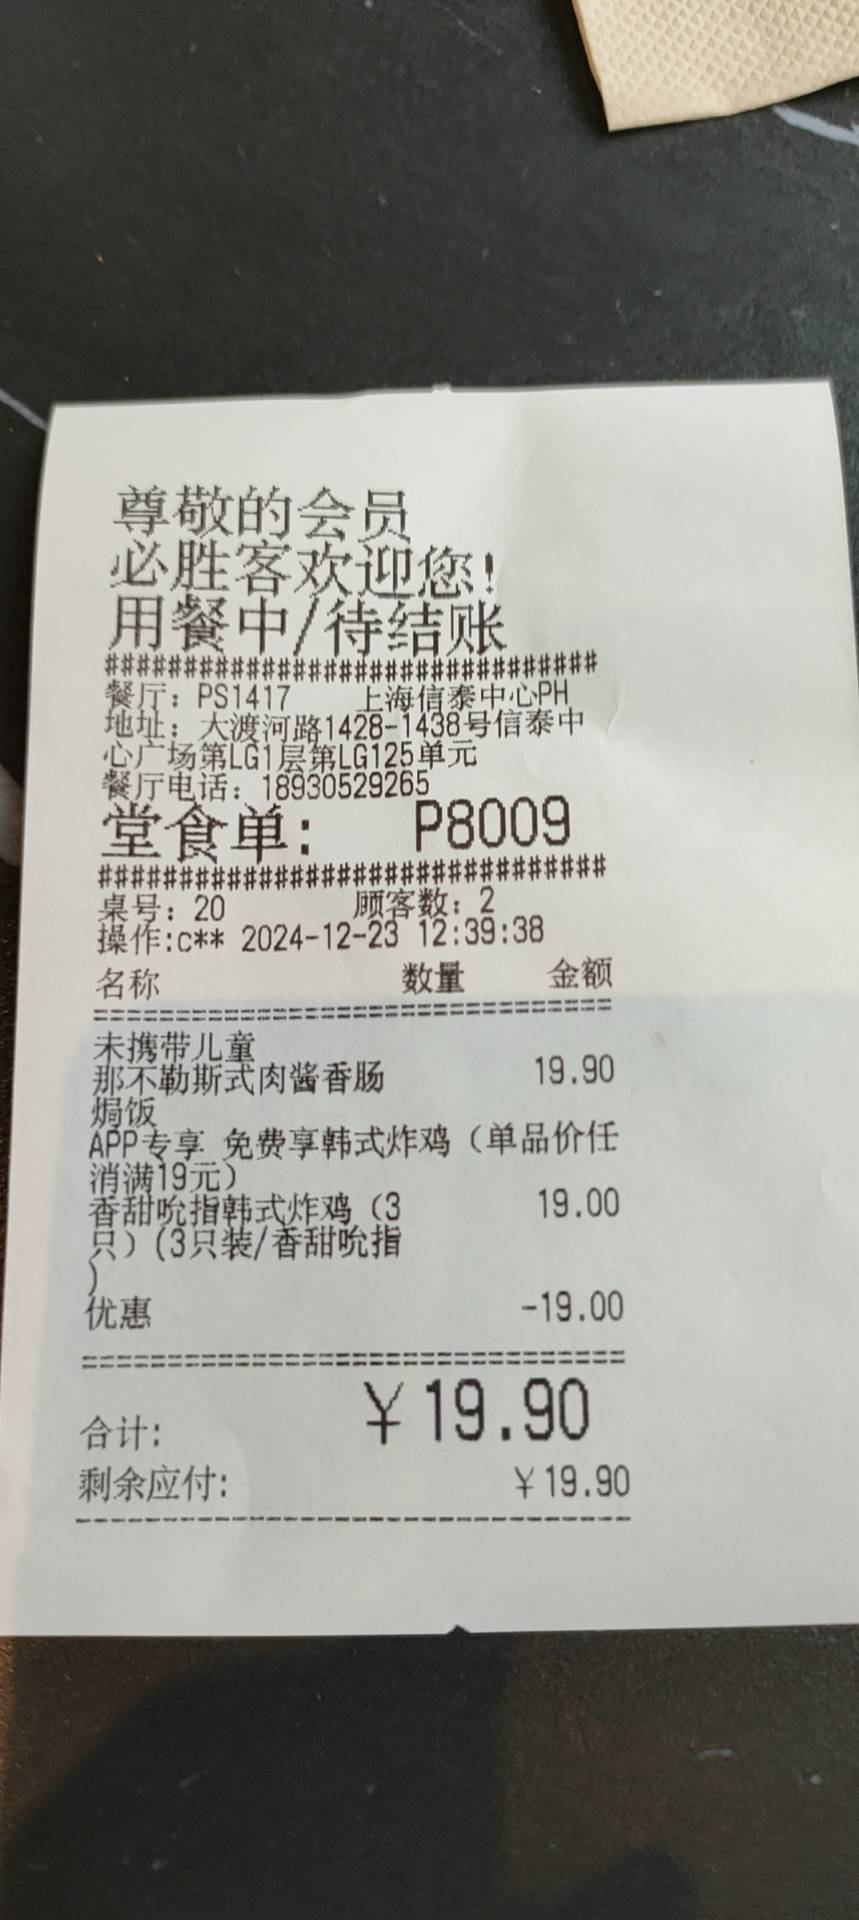 尊敬的会员
必胜客欢迎您!
用餐中/待结账
################################
餐厅: PS1417 上海信泰中心PH
地址: 大渡河路1428-1438号信泰中
心广场第LG1层第LG125单元
餐厅电话: 18930529265
堂食单: P8009
################################
桌号: 20 顾客数: 2
操作:c** 2024-12-23 12:39:38
名称 数量 金额
================================
未携带儿童
那不勒斯式肉酱香肠 19.90
焗饭
APP专享 免费享韩式炸鸡（单品价任
消满19元）
香甜吮指韩式炸鸡（3 19.00
只）(3只装/香甜吮指
)
优惠 -19.00
================================
合计: ¥19.90
剩余应付: ¥19.90
--------------------------------